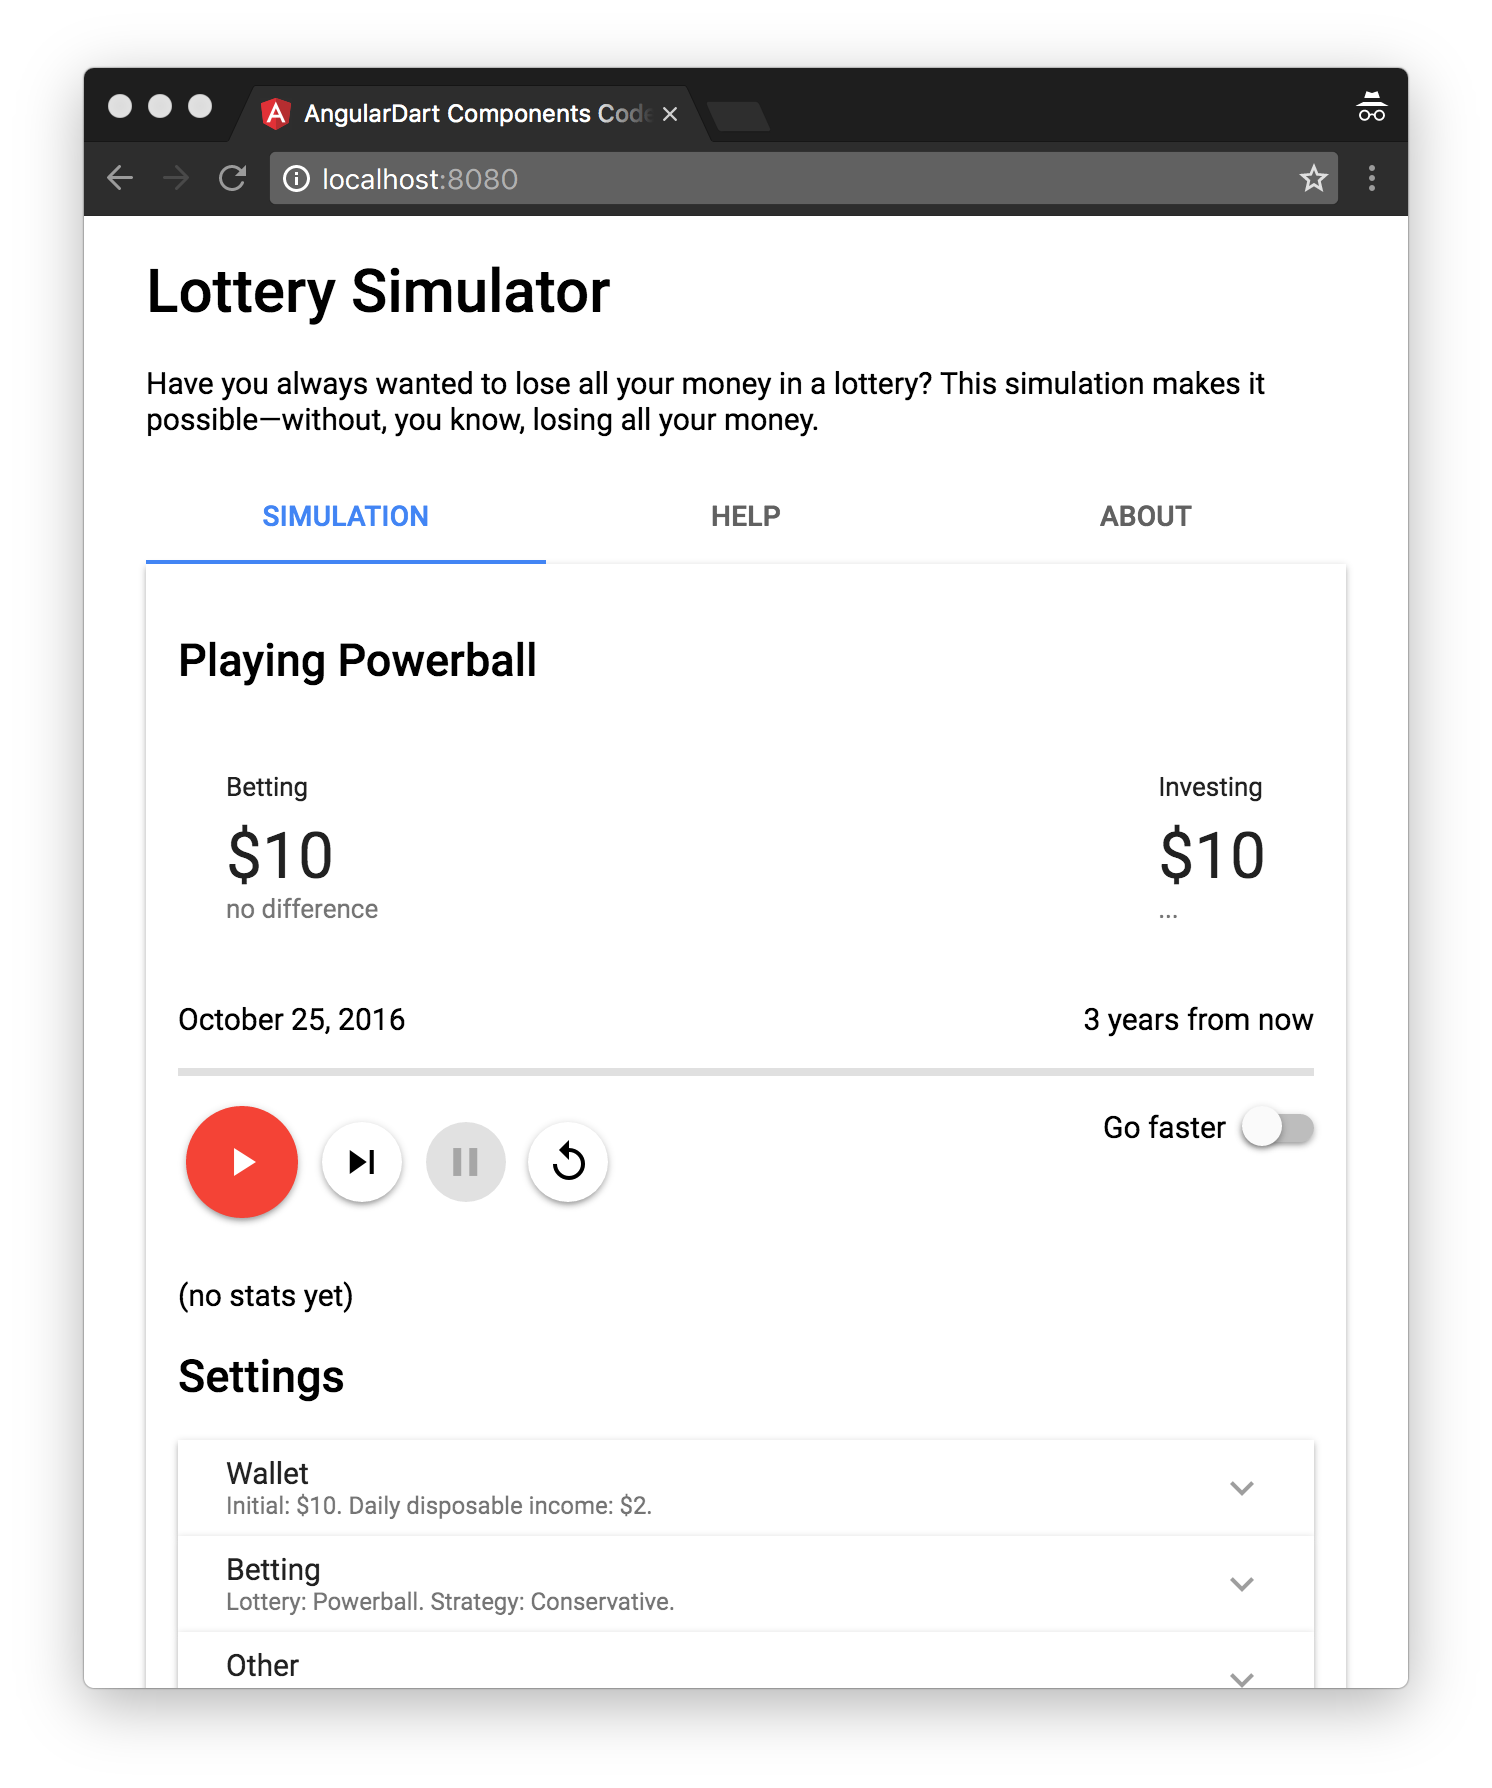 AngularDart Components Code
localhost:8080
Lottery Simulator
Have you always wanted to lose all your money in a lottery? This simulation makes it
possible—without, you know, losing all your money.
SIMULATION HELP ABOUT
Playing Powerball
Betting Investing
$10 $10
no difference ...
October 25, 2016 3 years from now
Go faster
(no stats yet)
Settings
Wallet
Initial: $10. Daily disposable income: $2.
Betting
Lottery: Powerball. Strategy: Conservative.
Other